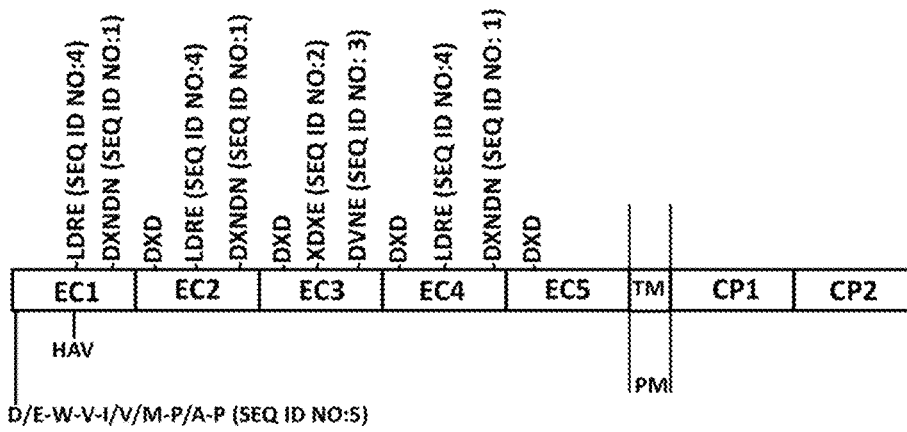 LDRE (SEQ ID NO:4)
DXNDN (SEQ ID NO:1)
DXD
LDRE (SEQ ID NO:4)
DXNDN (SEQ ID NO:1)
DXD
XDXE (SEQ ID NO:2)
DVNE (SEQ ID NO: 3)
DXD
LDRE (SEQ ID NO:4)
DXNDN (SEQ ID NO: 1)
DXD
EC1 EC2 EC3 EC4 EC5 TM CP1 CP2
HAV
PM
D/E-W-V-I/V/M-P/A-P (SEQ ID NO:5)